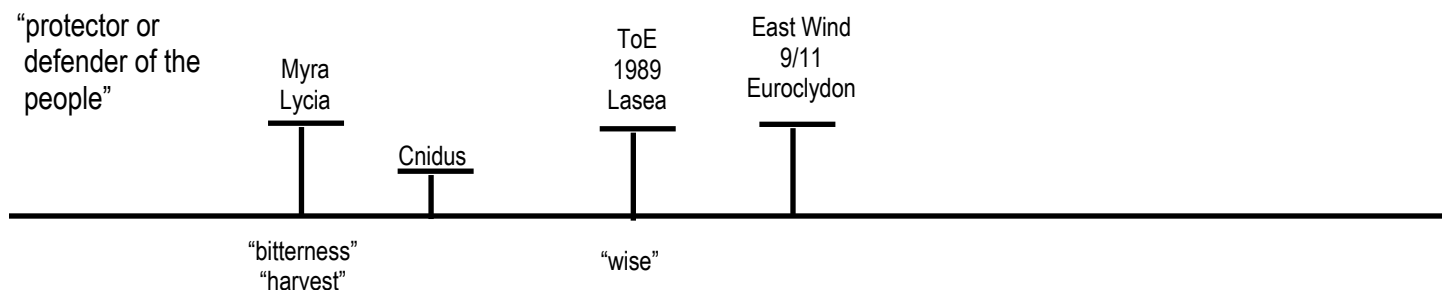 “protector or
defender of the
people”
Myra
Lycia
Cnidus
ToE
1989
Lasea
East Wind
9/11
Euroclydon
“bitterness”
“harvest”
“wise”